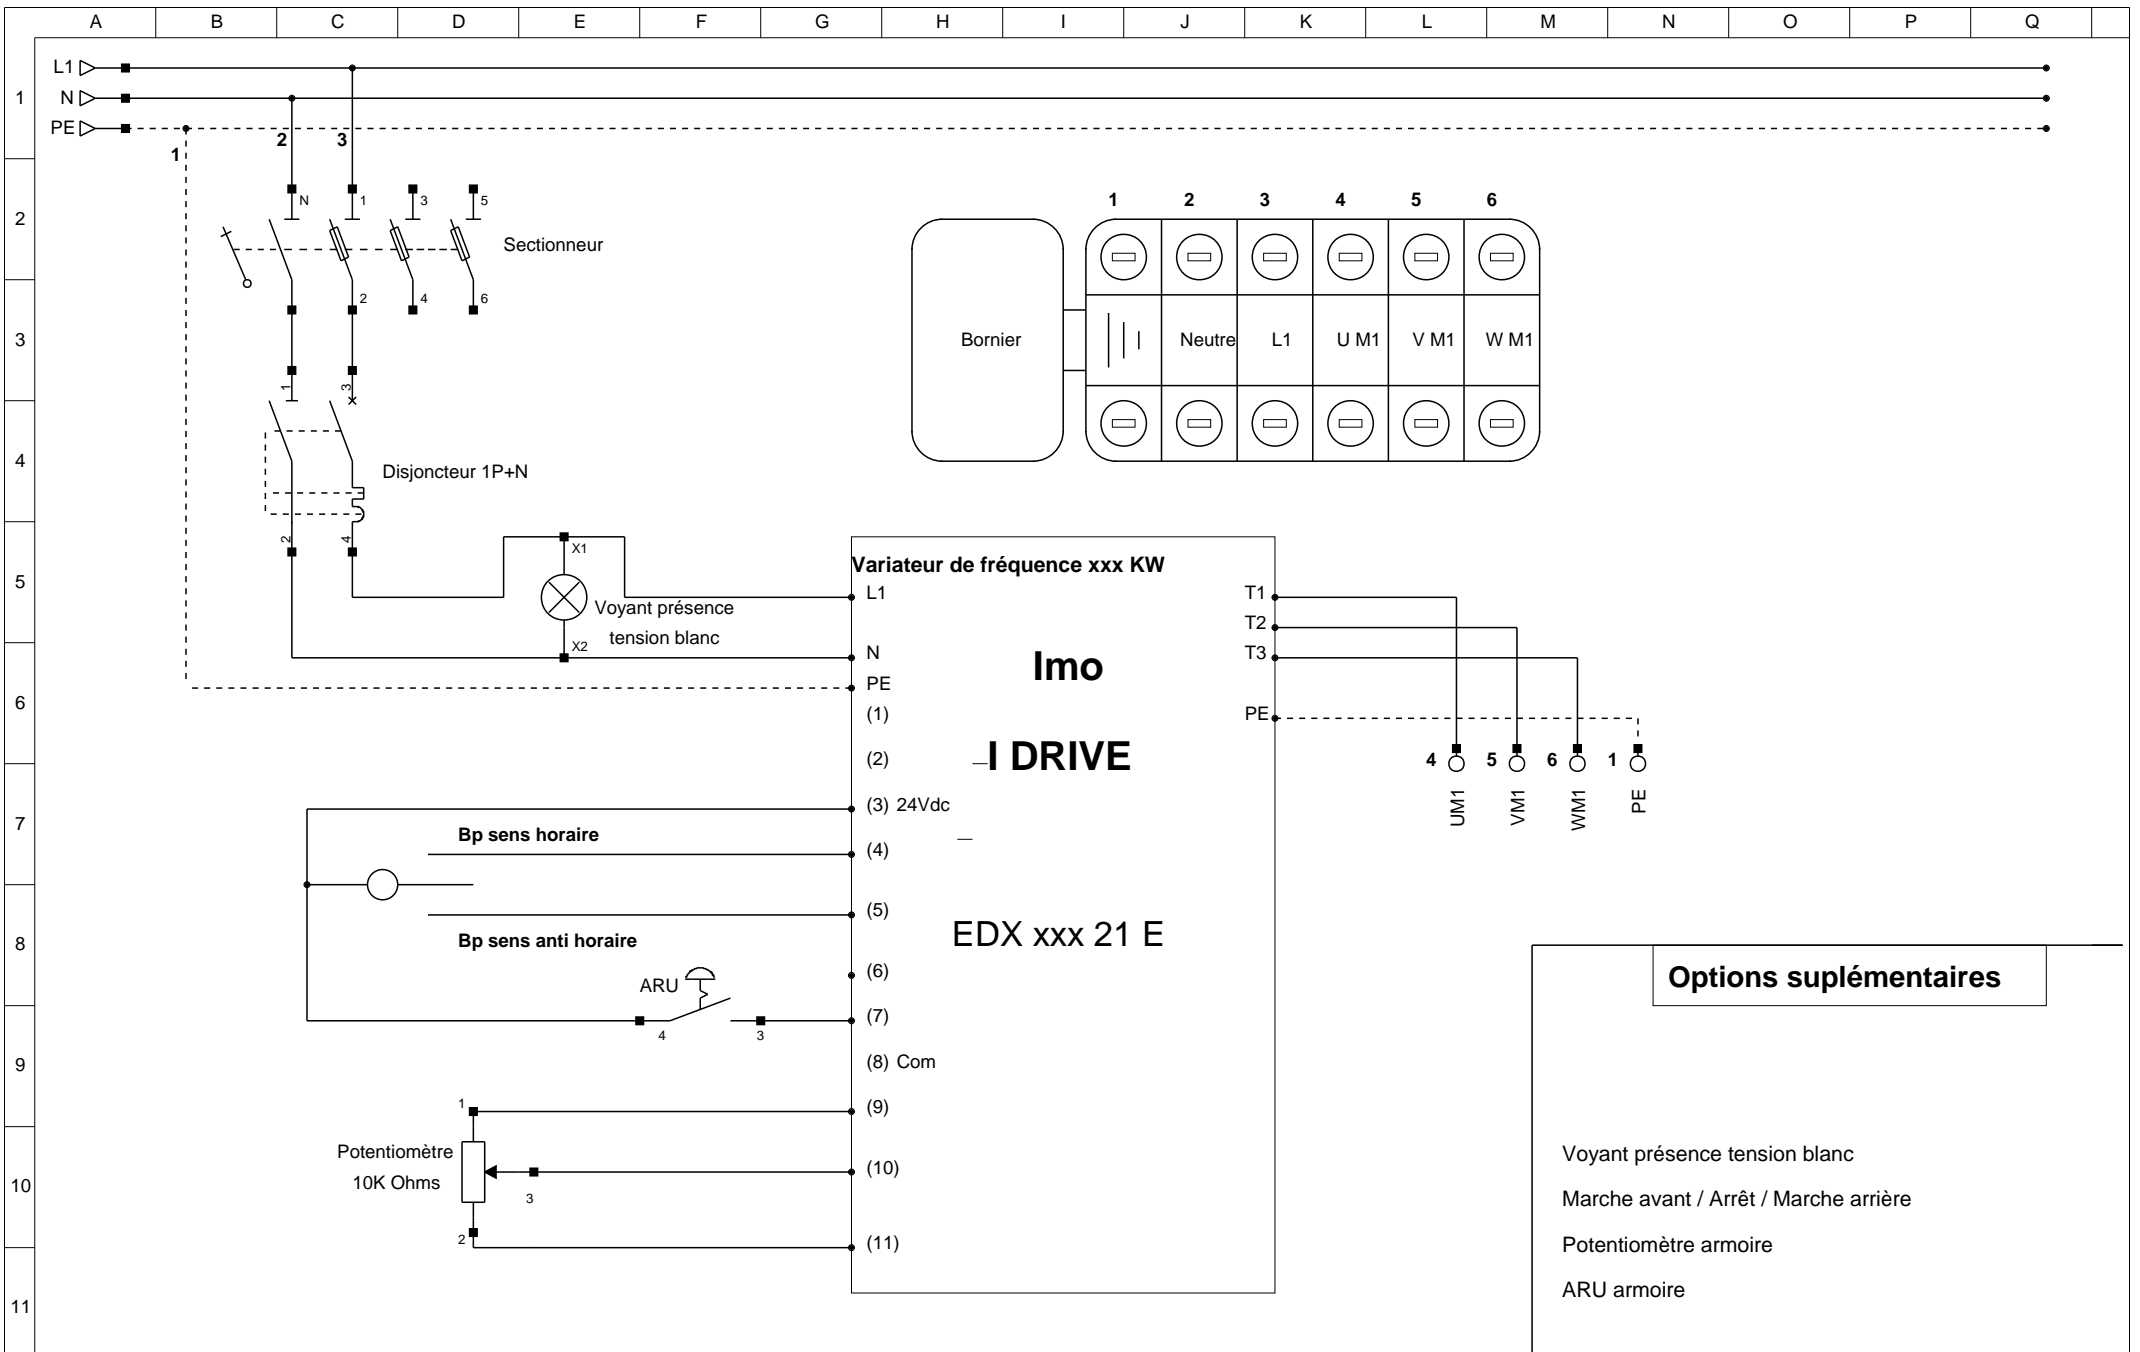 A B C D E F G H I J K L M N O P Q
L1
1
N
PE
1
2
3
2
N
1
3
5
Sectionneur
2
4
6
1 2 3 4 5 6
3
Bornier
Neutre
L1
U M1
V M1
W M1
1
3
4
Disjoncteur 1P+N
2
4
5
X1
Voyant présence
tension blanc
X2
Variateur de fréquence xxx KW
L1
N
PE
(1)
(2)
(3) 24Vdc
(4)
(5)
(6)
(7)
(8) Com
(9)
(10)
(11)
Imo
I DRIVE
EDX xxx 21 E
T1
T2
T3
PE
6
4
5
6
1
UM1
VM1
WM1
PE
7
Bp sens horaire
8
Bp sens anti horaire
ARU
4
3
9
1
Potentiomètre
10K Ohms
3
2
10
11
Options suplémentaires
Voyant présence tension blanc
Marche avant / Arrêt / Marche arrière
Potentiomètre armoire
ARU armoire